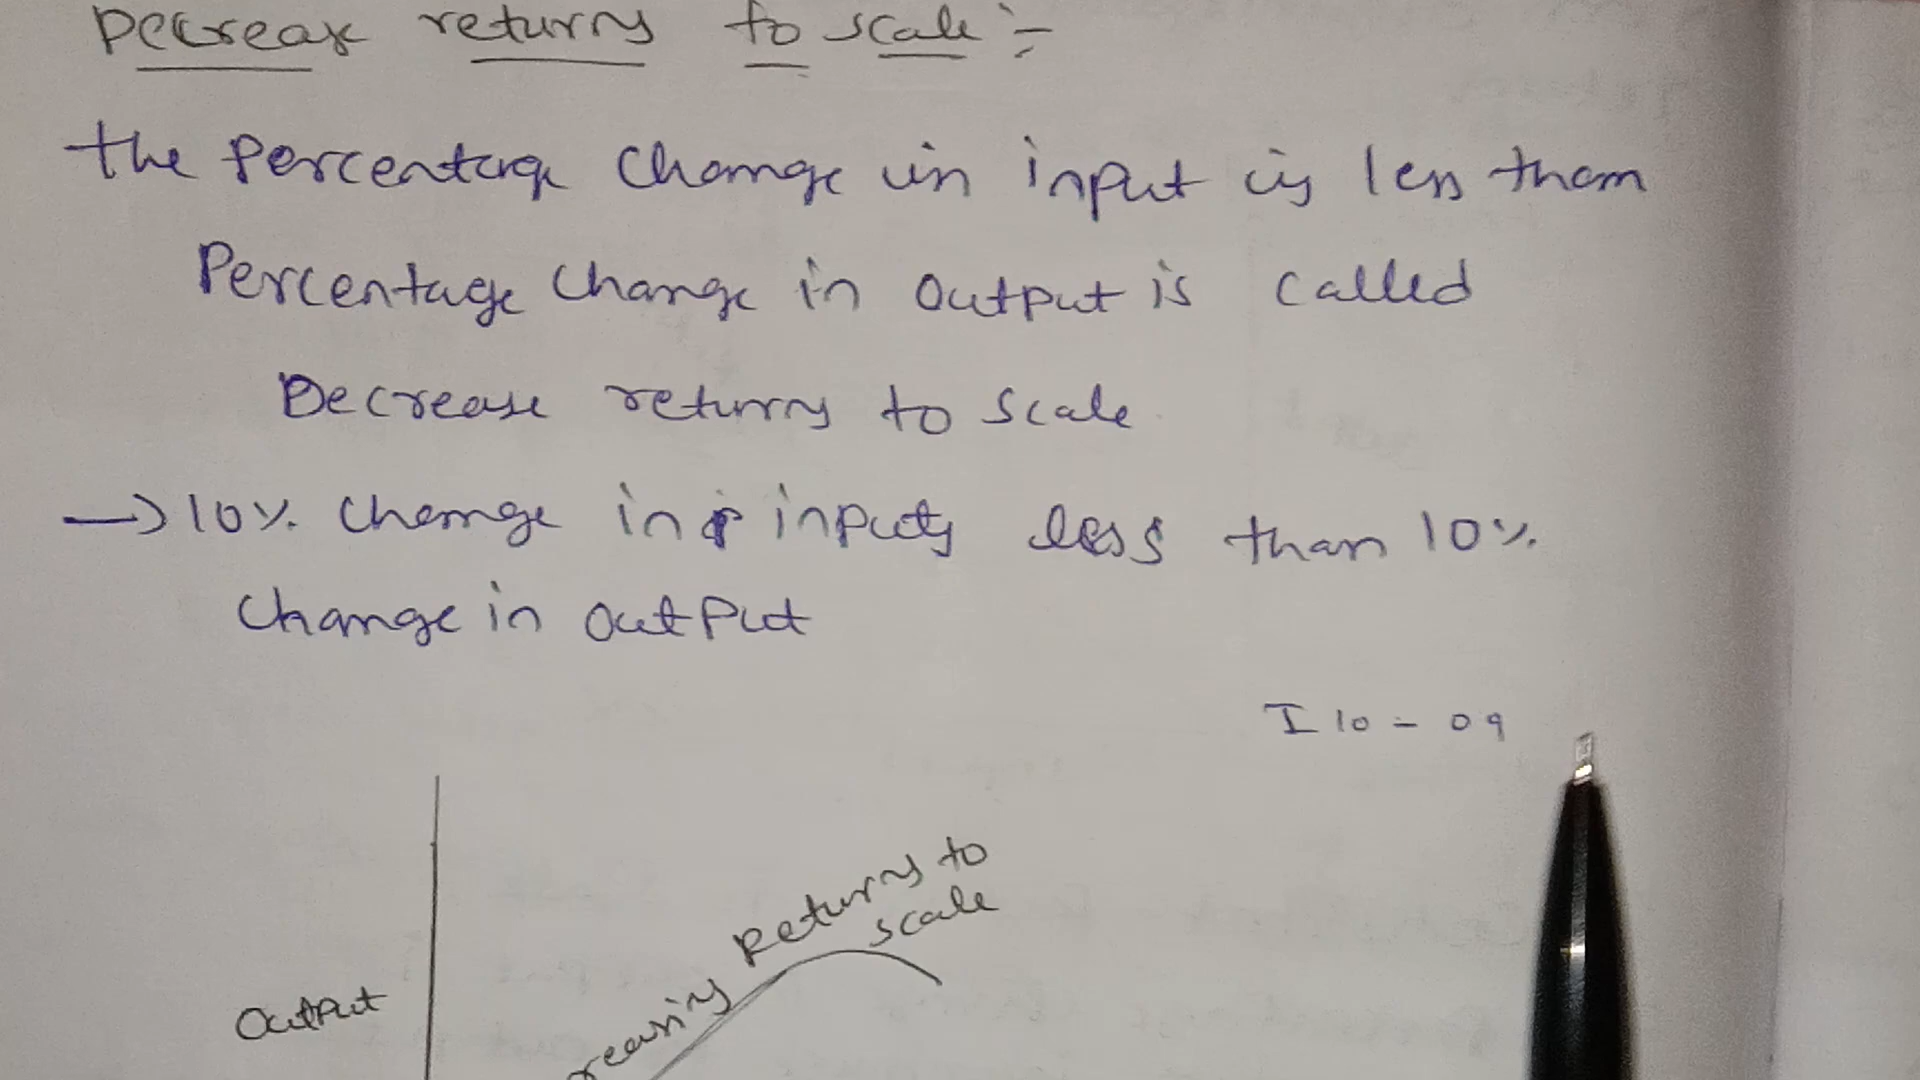 Decrease returns to scale :-
the Percentage change in input is less than
Percentage change in output is called
Decrease returns to scale
→ 10% change in inputs less than 10%
change in output
I 10 - 09
Returns to
scale
reasing
Output